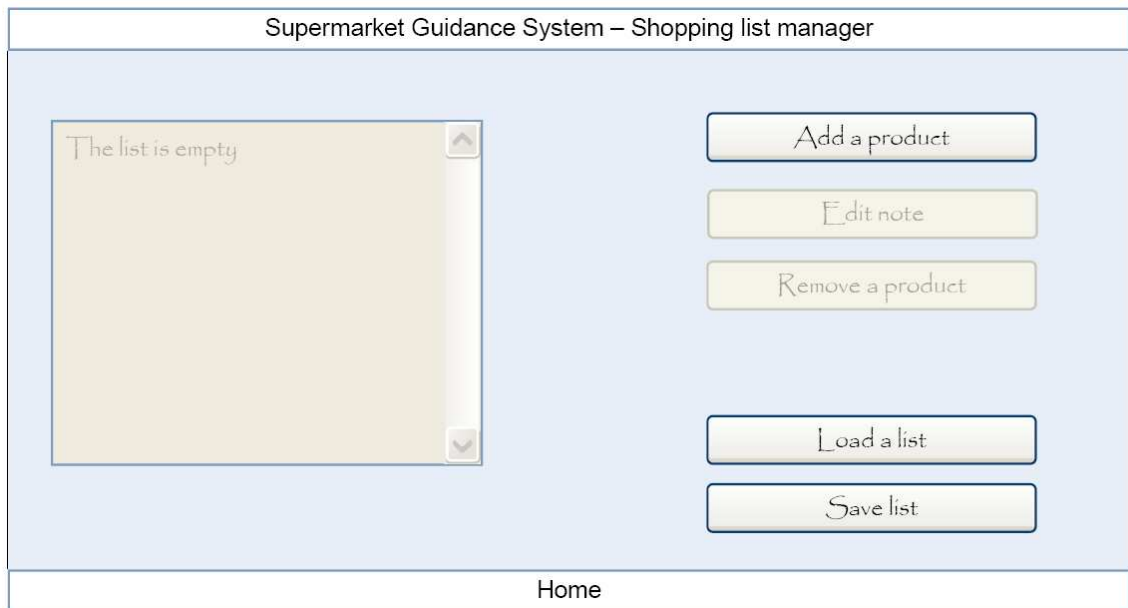 Supermarket Guidance System – Shopping list manager
The list is empty
Add a product
Edit note
Remove a product
Load a list
Save list
Home